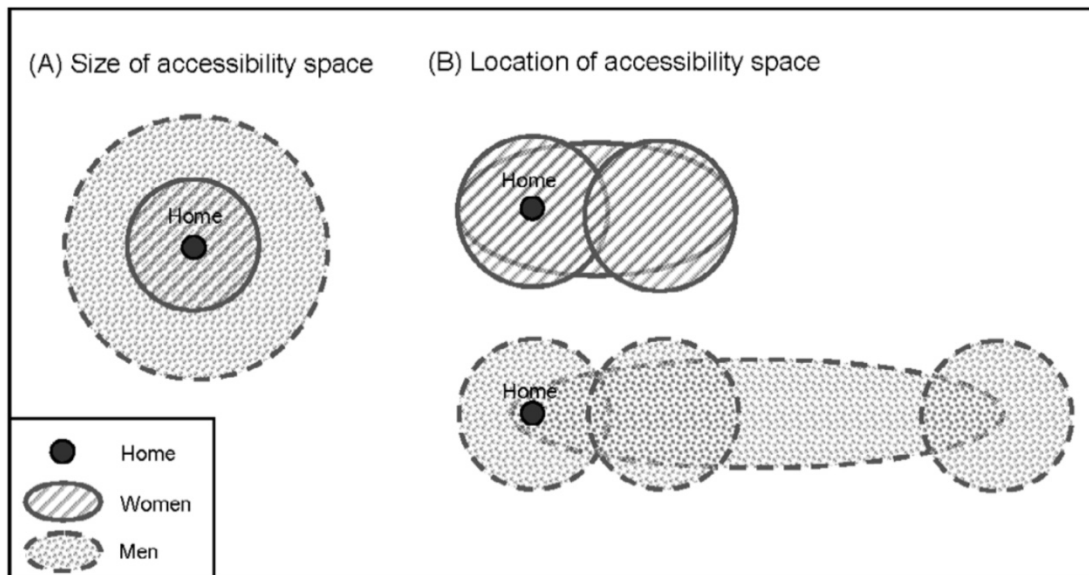 (A) Size of accessibility space
(B) Location of accessibility space
Home
Home
Home
Home
Women
Men